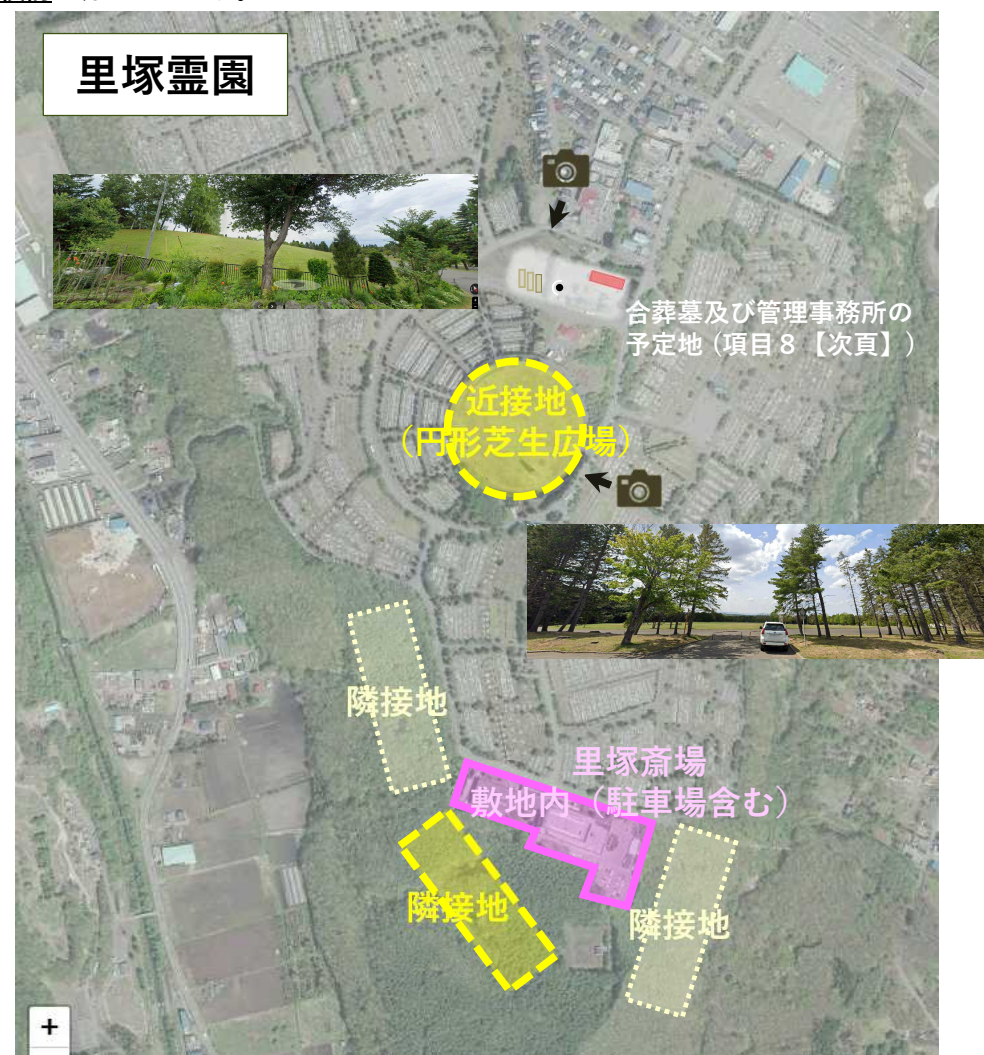 里塚霊園
合葬墓及び管理事務所の
予定地（項目８【次頁】）
近接地
（円形芝生広場）
隣接地
里塚斎場
敷地内（駐車場含む）
隣接地
隣接地
+